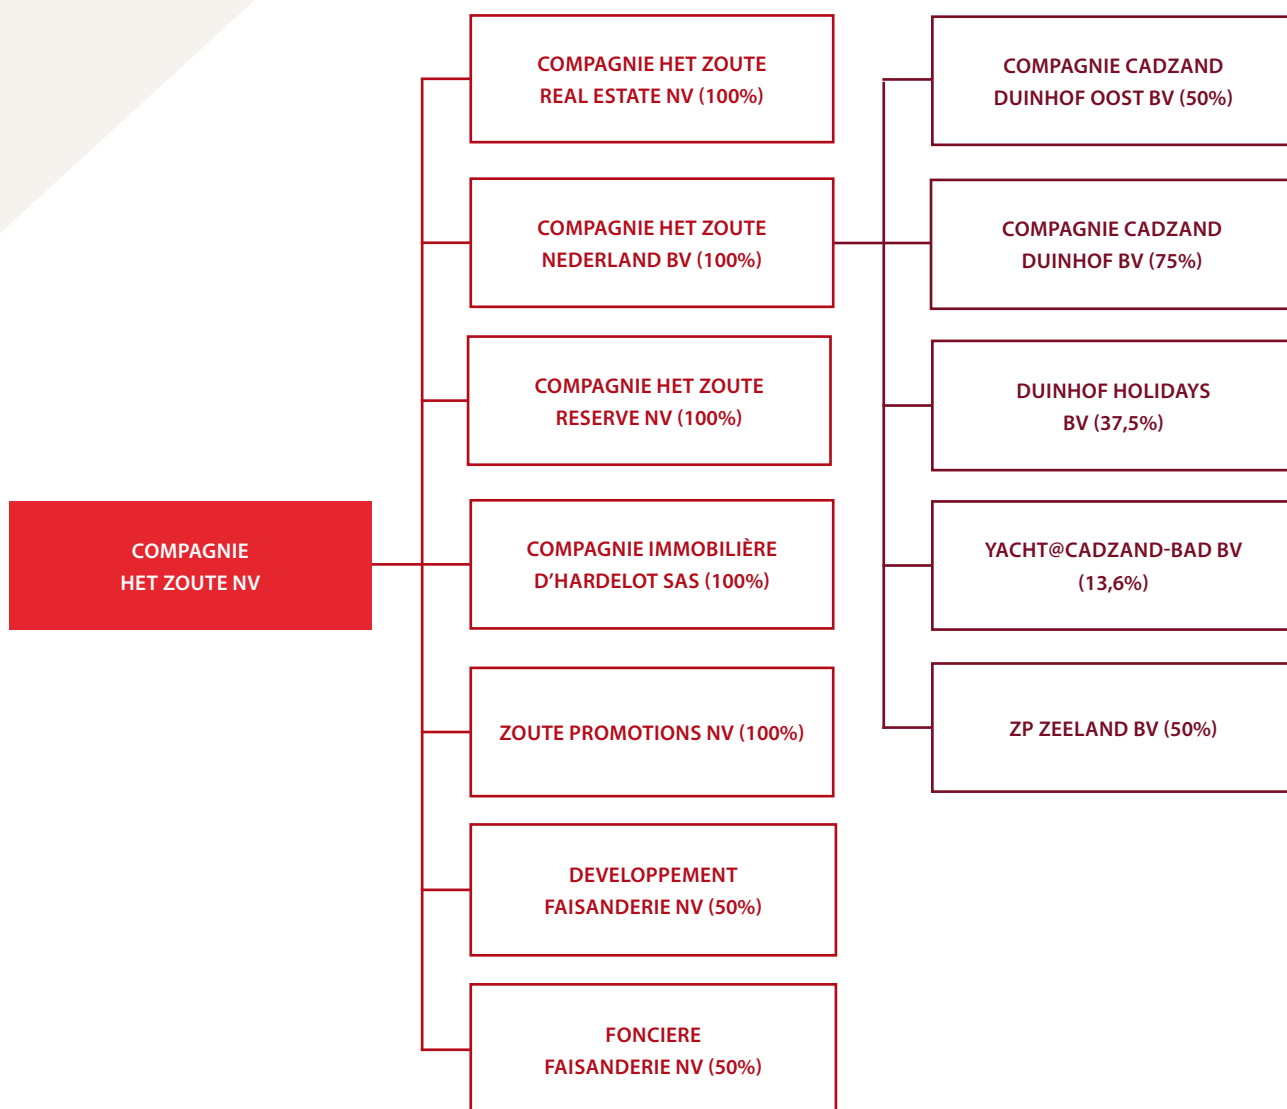 COMPAGNIE
HET ZOUTE NV
COMPAGNIE HET ZOUTE
REAL ESTATE NV (100%)
COMPAGNIE HET ZOUTE
NEDERLAND BV (100%)
COMPAGNIE HET ZOUTE
RESERVE NV (100%)
COMPAGNIE IMMOBILIÈRE
D’HARDELOT SAS (100%)
ZOUTE PROMOTIONS NV (100%)
DEVELOPPEMENT
FAISANDERIE NV (50%)
FONCIERE
FAISANDERIE NV (50%)
COMPAGNIE CADZAND
DUINHOF OOST BV (50%)
COMPAGNIE CADZAND
DUINHOF BV (75%)
DUINHOF HOLIDAYS
BV (37,5%)
YACHT@CADZAND-BAD BV
(13,6%)
ZP ZEELAND BV (50%)